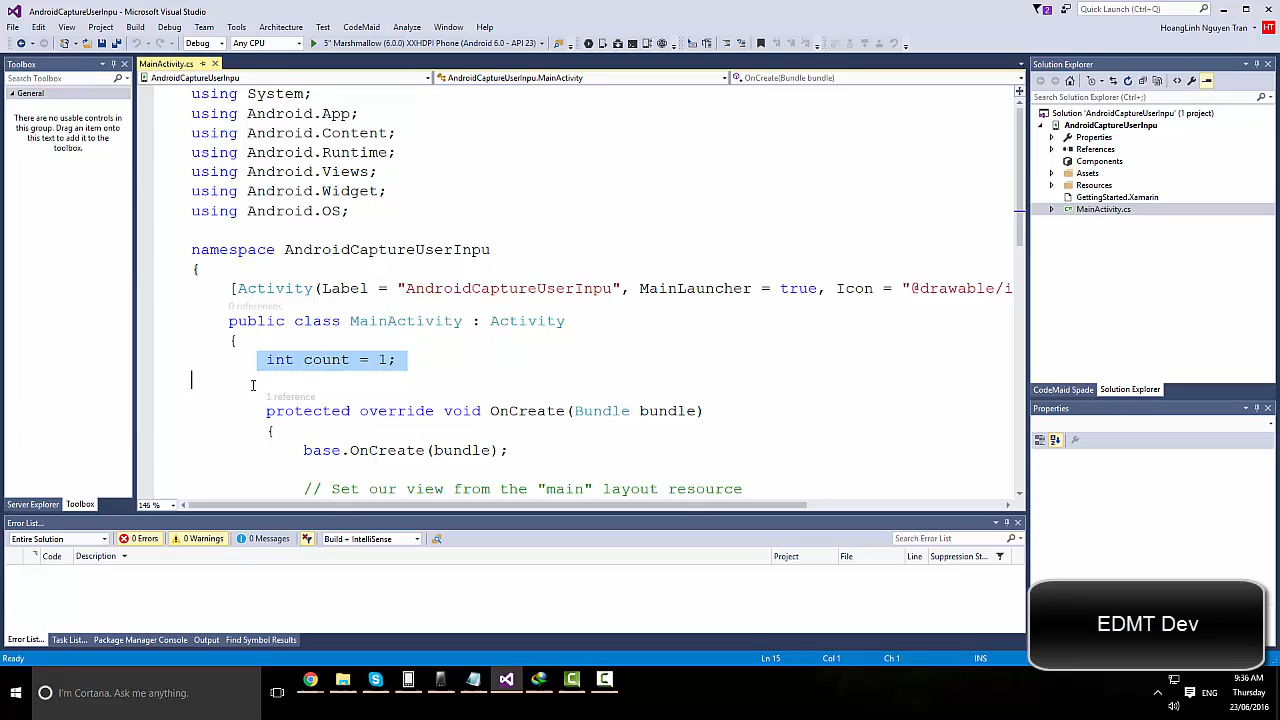 AndroidCaptureUserInpu - Microsoft Visual Studio
2
Quick Launch (Ctrl+Q)
File Edit View Project Build Debug Team Tools Architecture Test CodeMaid Analyze Window Help
HoangLinh Nguyen Tran
HT
Debug Any CPU 5" Marshmallow (6.0.0) XXHDPI Phone (Android 6.0 - API 23)
Toolbox
Search Toolbox
General
There are no usable controls in
this group. Drag an item onto
this text to add it to the
toolbox.
Server Explorer Toolbox
MainActivity.cs
AndroidCaptureUserInpu AndroidCaptureUserInpu.MainActivity OnCreate(Bundle bundle)
using System;
using Android.App;
using Android.Content;
using Android.Runtime;
using Android.Views;
using Android.Widget;
using Android.OS;
namespace AndroidCaptureUserInpu
{
[Activity(Label = "AndroidCaptureUserInpu", MainLauncher = true, Icon = "@drawable/i
0 references
public class MainActivity : Activity
{
int count = 1;
1 reference
protected override void OnCreate(Bundle bundle)
{
base.OnCreate(bundle);
// Set our view from the "main" layout resource
146 %
Solution Explorer
Search Solution Explorer (Ctrl+;)
Solution 'AndroidCaptureUserInpu' (1 project)
AndroidCaptureUserInpu
Properties
References
Components
Assets
Resources
GettingStarted.Xamarin
MainActivity.cs
CodeMaid Spade Solution Explorer
Properties
Error List...
Entire Solution 0 Errors 0 Warnings 0 Messages Build + IntelliSense Search Error List
Code Description Project File Line Suppression St...
Error List... Task List... Package Manager Console Output Find Symbol Results
EDMT Dev
Ready Ln 15 Col 1 Ch 1 INS
I'm Cortana. Ask me anything.
ENG
9:36 AM
Thursday
23/06/2016